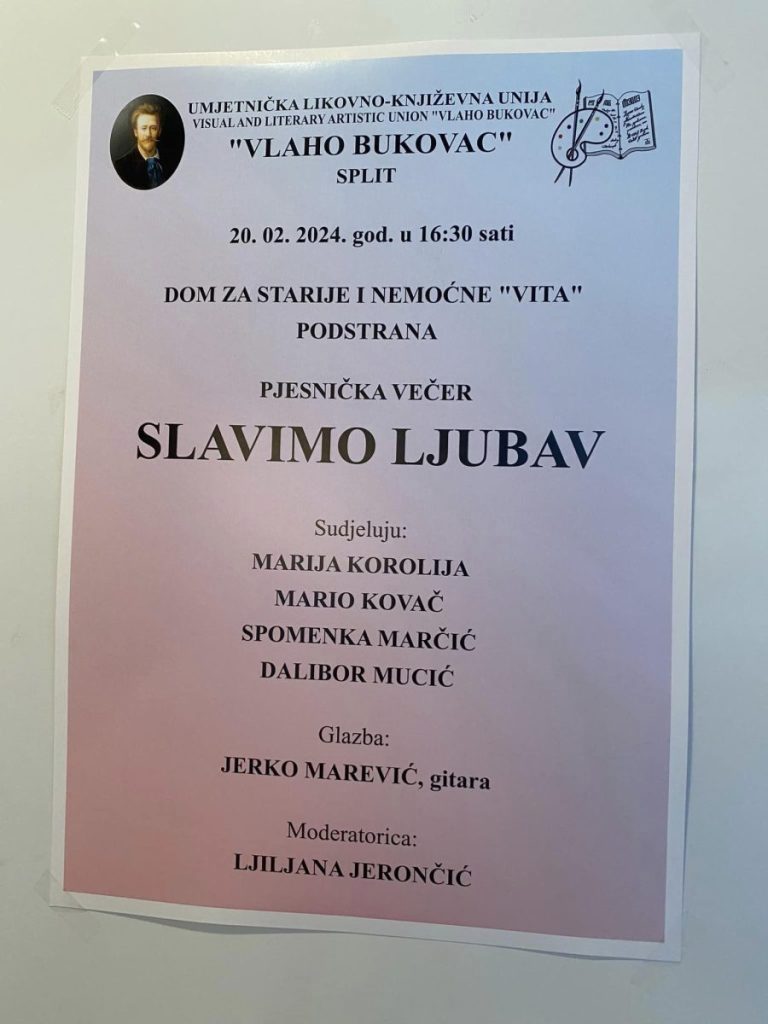 UMJETNIČKA LIKOVNO-KNJIŽEVNA UNIJA
VISUAL AND LITERARY ARTISTIC UNION "VLAHO BUKOVAC"
"VLAHO BUKOVAC"
SPLIT
20. 02. 2024. god. u 16:30 sati
DOM ZA STARIJE I NEMOĆNE "VITA"
PODSTRANA
PJESNIČKA VEČER
SLAVIMO LJUBAV
Sudjeluju:
MARIJA KOROLIJA
MARIO KOVAČ
SPOMENKA MARČIĆ
DALIBOR MUCIĆ
Glazba:
JERKO MAREVIĆ, gitara
Moderatorica:
LJILJANA JERONČIĆ